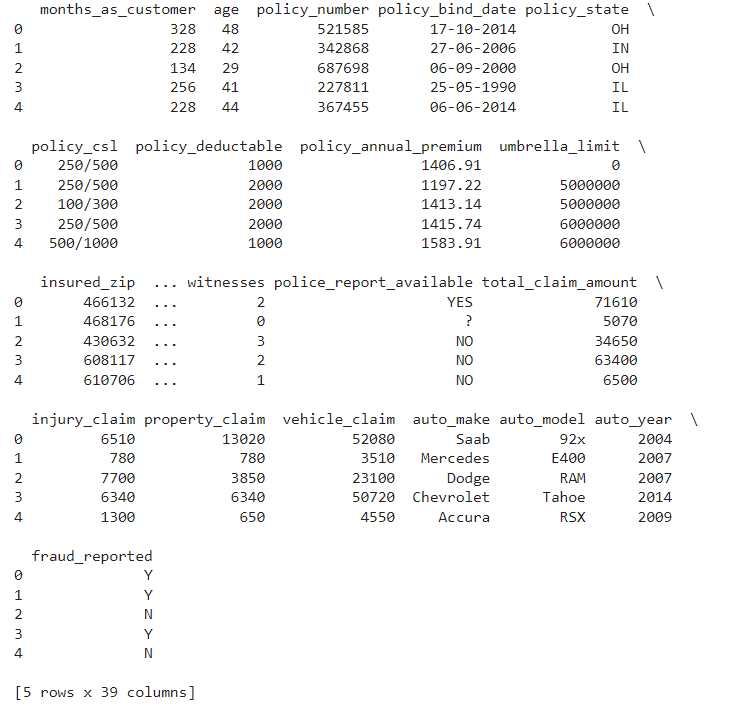 months_as_customer age policy_number policy_bind_date policy_state \
0 328 48 521585 17-10-2014 OH
1 228 42 342868 27-06-2006 IN
2 134 29 687698 06-09-2000 OH
3 256 41 227811 25-05-1990 IL
4 228 44 367455 06-06-2014 IL
policy_csl policy_deductable policy_annual_premium umbrella_limit \
0 250/500 1000 1406.91 0
1 250/500 2000 1197.22 5000000
2 100/300 2000 1413.14 5000000
3 250/500 2000 1415.74 6000000
4 500/1000 1000 1583.91 6000000
insured_zip ... witnesses police_report_available total_claim_amount \
0 466132 ... 2 YES 71610
1 468176 ... 0 ? 5070
2 430632 ... 3 NO 34650
3 608117 ... 2 NO 63400
4 610706 ... 1 NO 6500
injury_claim property_claim vehicle_claim auto_make auto_model auto_year \
0 6510 13020 52080 Saab 92x 2004
1 780 780 3510 Mercedes E400 2007
2 7700 3850 23100 Dodge RAM 2007
3 6340 6340 50720 Chevrolet Tahoe 2014
4 1300 650 4550 Accura RSX 2009
fraud_reported
0 Y
1 Y
2 N
3 Y
4 N
[5 rows x 39 columns]